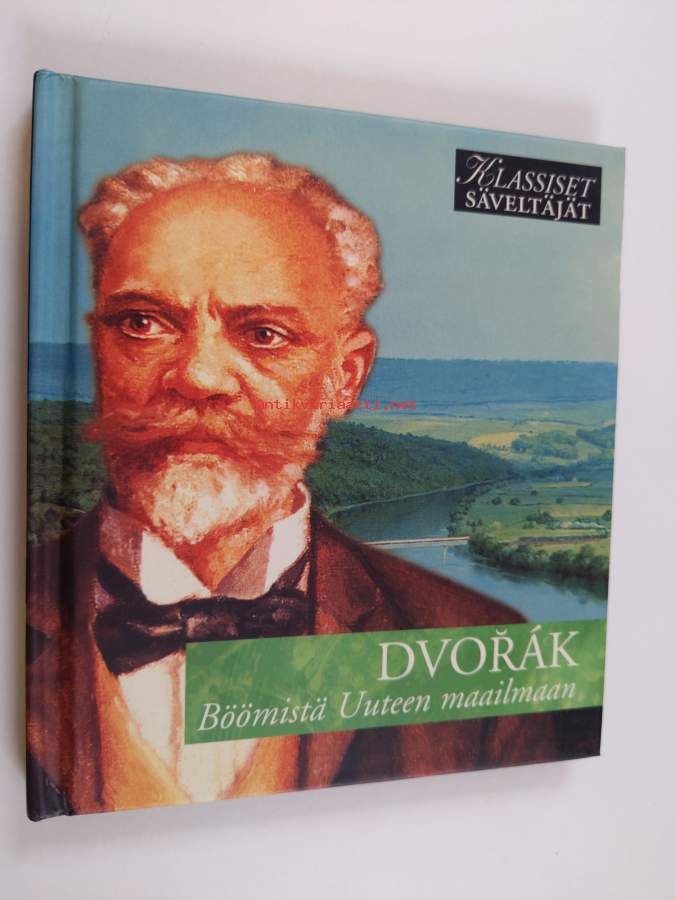 KLASSISET
SÄVELTÄJÄT
antikvariaatti.net
DVOŘÁK
Böömistä Uuteen maailmaan